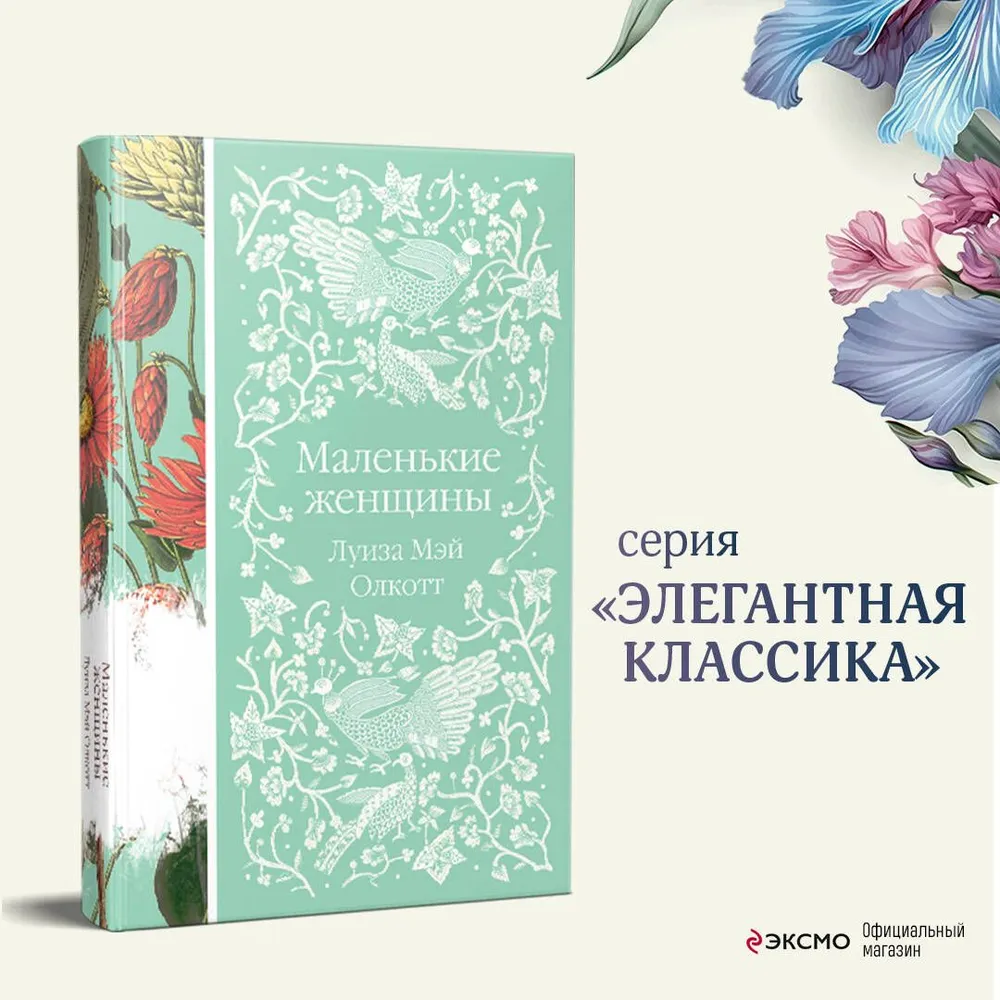 Маленькие
женщины
Луиза Мэй
Олкотт
Маленькие
женщины
Луиза Мэй Олкотт
серия
«ЭЛЕГАНТНАЯ
КЛАССИКА»
ЭКСМО
Официальный
магазин